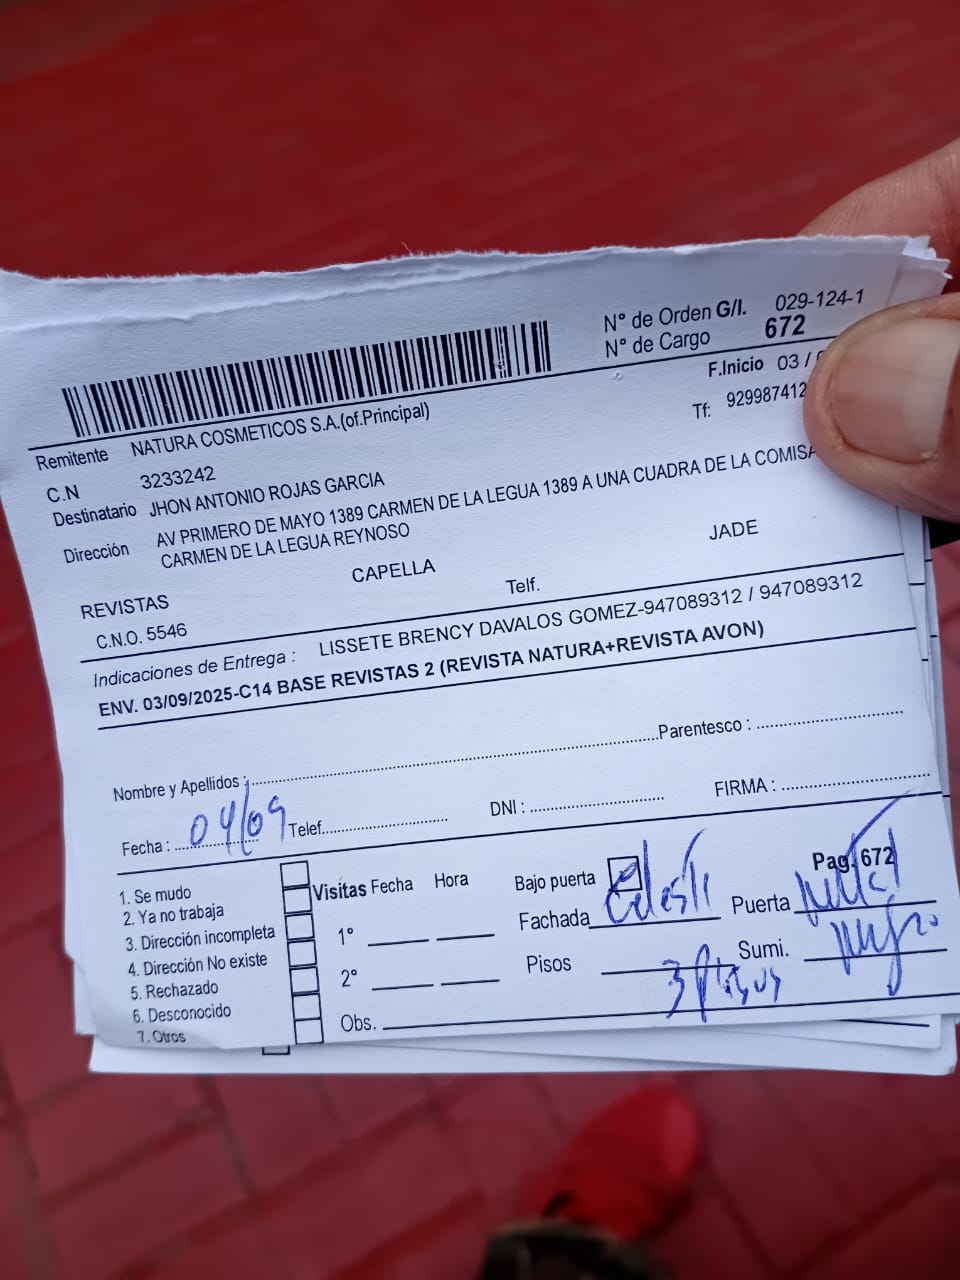 N° de Orden G/I. 029-124-1
N° de Cargo 672
F.Inicio 03 /
Remitente NATURA COSMETICOS S.A.(of.Principal)
Tf: 929987412
C.N 3233242
Destinatario JHON ANTONIO ROJAS GARCIA
Dirección AV PRIMERO DE MAYO 1389 CARMEN DE LA LEGUA 1389 A UNA CUADRA DE LA COMISA
CARMEN DE LA LEGUA REYNOSO
REVISTAS CAPELLA JADE
C.N.O. 5546 Telf.
Indicaciones de Entrega : LISSETE BRENCY DAVALOS GOMEZ-947089312 / 947089312
ENV. 03/09/2025-C14 BASE REVISTAS 2 (REVISTA NATURA+REVISTA AVON)
Nombre y Apellidos : Parentesco :
Fecha : 04/09 Telef. DNI : FIRMA :
Pag. 672
1. Se mudo
2. Ya no trabaja
3. Dirección incompleta
4. Dirección No existe
5. Rechazado
6. Desconocido
7. Otros
Visitas Fecha Hora
1°
2°
Obs.
Bajo puerta
Fachada Celeste Puerta Metal
Pisos 3 Pisos Sumi. negro